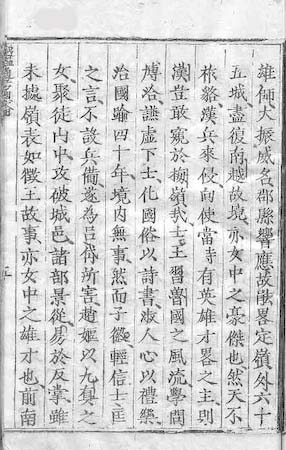 雄師大振威名郡縣響應故能畧定嶺外六十
五城盡復南越故境亦女中之豪傑也然天不
祚貉漢兵來侵向使當寺有英雄才畧之主則
漢豈敢窺於梅嶺哉士王習魯國之風流學問
博洽謙虛下士化國俗以詩書淑人心以禮樂
治國踰四十年境內無事然而子徽輕信士匡
之言不設兵備遂為呂岱所害趙嫗以九真之
女聚徒山中攻破城邑諸部景從易於反掌雖
未據嶺表如徵王故事亦女中之雄才也前南
五